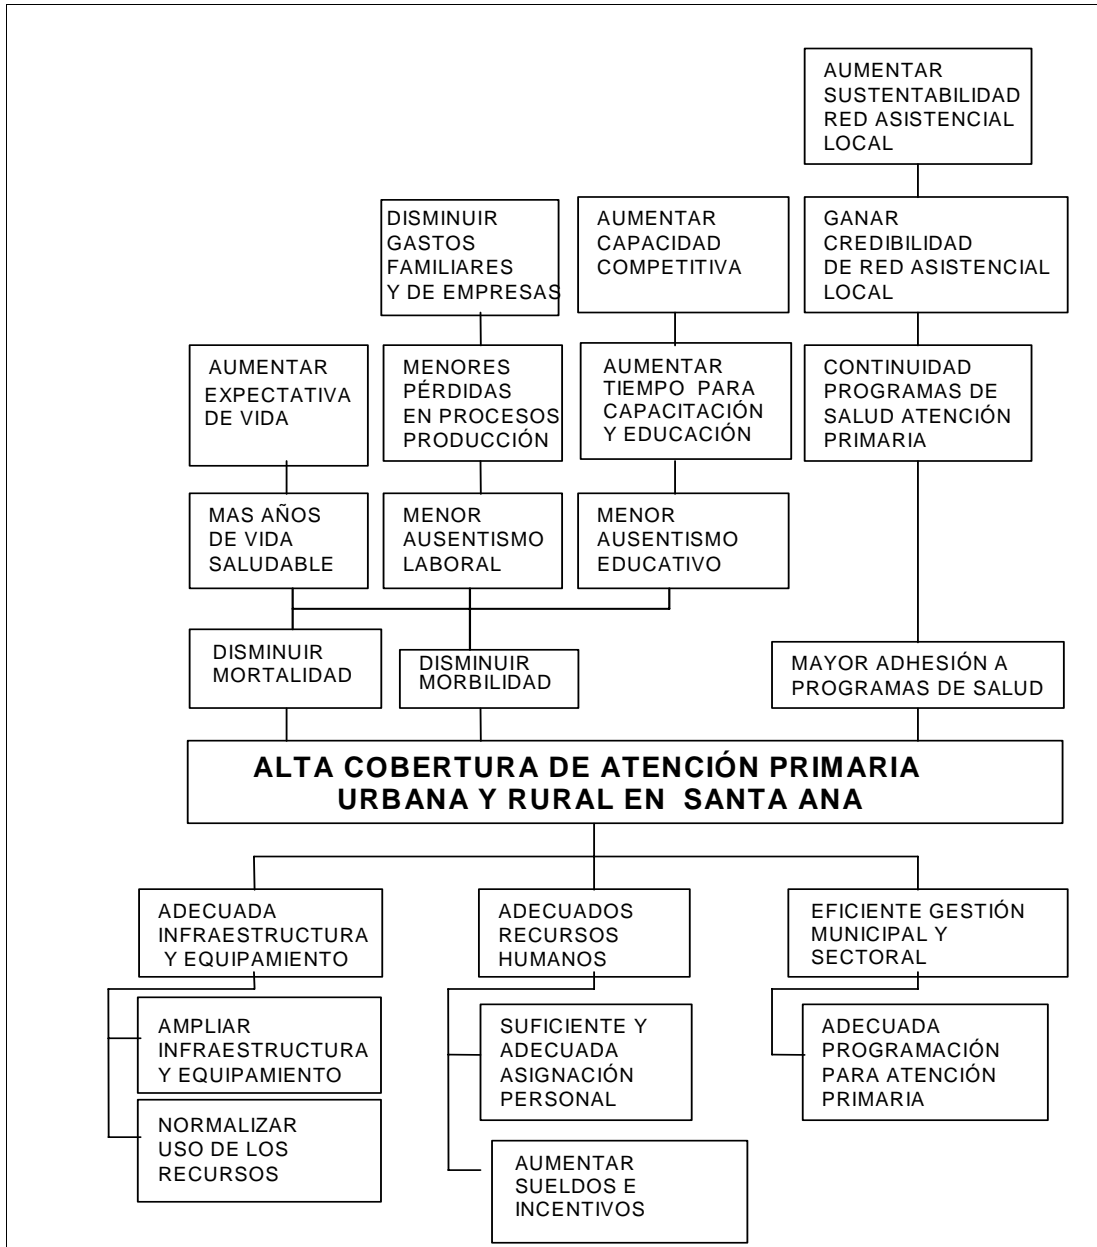 AUMENTAR
SUSTENTABILIDAD
RED ASISTENCIAL
LOCAL
DISMINUIR
GASTOS
FAMILIARES
Y DE EMPRESAS
AUMENTAR
CAPACIDAD
COMPETITIVA
GANAR
CREDIBILIDAD
DE RED ASISTENCIAL
LOCAL
AUMENTAR
EXPECTATIVA
DE VIDA
MENORES
PÉRDIDAS
EN PROCESOS
PRODUCCIÓN
AUMENTAR
TIEMPO PARA
CAPACITACIÓN
Y EDUCACIÓN
CONTINUIDAD
PROGRAMAS DE
SALUD ATENCIÓN
PRIMARIA
MAS AÑOS
DE VIDA
SALUDABLE
MENOR
AUSENTISMO
LABORAL
MENOR
AUSENTISMO
EDUCATIVO
DISMINUIR
MORTALIDAD
DISMINUIR
MORBILIDAD
MAYOR ADHESIÓN A
PROGRAMAS DE SALUD
ALTA COBERTURA DE ATENCIÓN PRIMARIA
URBANA Y RURAL EN SANTA ANA
ADECUADA
INFRAESTRUCTURA
Y EQUIPAMIENTO
ADECUADOS
RECURSOS
HUMANOS
EFICIENTE GESTIÓN
MUNICIPAL Y
SECTORAL
AMPLIAR
INFRAESTRUCTURA
Y EQUIPAMIENTO
SUFICIENTE Y
ADECUADA
ASIGNACIÓN
PERSONAL
ADECUADA
PROGRAMACIÓN
PARA ATENCIÓN
PRIMARIA
NORMALIZAR
USO DE LOS
RECURSOS
AUMENTAR
SUELDOS E
INCENTIVOS